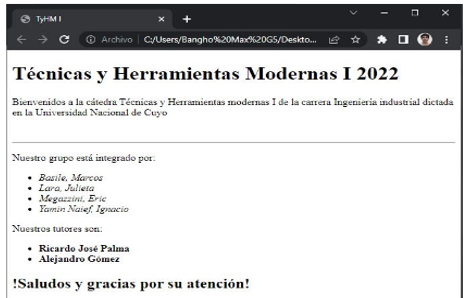 TyHM I
Archivo
C:/Users/Bangho%20Max%20G5/Deskto...
Técnicas y Herramientas Modernas I 2022
Bienvenidos a la cátedra Técnicas y Herramientas modernas I de la carrera Ingeniería industrial dictada
en la Universidad Nacional de Cuyo
Nuestro grupo está integrado por:
Basile, Marcos
Lara, Julieta
Megazzini, Eric
Yamin Naief, Ignacio
Nuestros tutores son:
Ricardo José Palma
Alejandro Gómez
!Saludos y gracias por su atención!